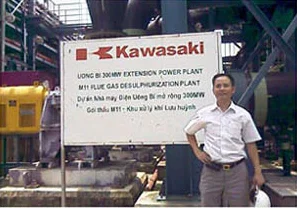 Kawasaki
UONG BI 300MW EXTENSION POWER PLANT
M11 FLUE GAS DESULPHURIZATION PLANT
Dự án Nhà máy Điện Uông Bí mở rộng 300MW
Gói thầu M11 - Khu xử lý khí Lưu huỳnh